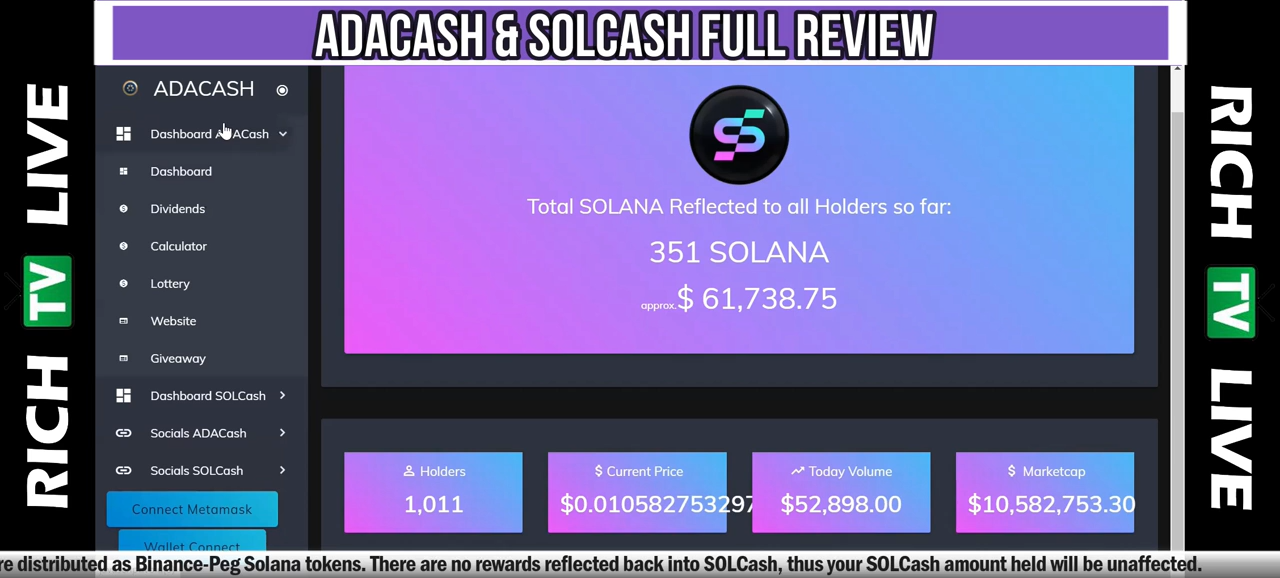 ADACASH & SOLCASH FULL REVIEW
RICH TV LIVE
ADACASH
Dashboard ADACash
Dashboard
Dividends
Calculator
Lottery
Website
Giveaway
Dashboard SOLCash
Socials ADACash
Socials SOLCash
Connect Metamask
Wallet Connect
Total SOLANA Reflected to all Holders so far:
351 SOLANA
approx.$ 61,738.75
Holders
1,011
$ Current Price
$0.010582753297
Today Volume
$52,898.00
$ Marketcap
$10,582,753.30
RICH TV LIVE
re distributed as Binance-Peg Solana tokens. There are no rewards reflected back into SOLCash, thus your SOLCash amount held will be unaffected.